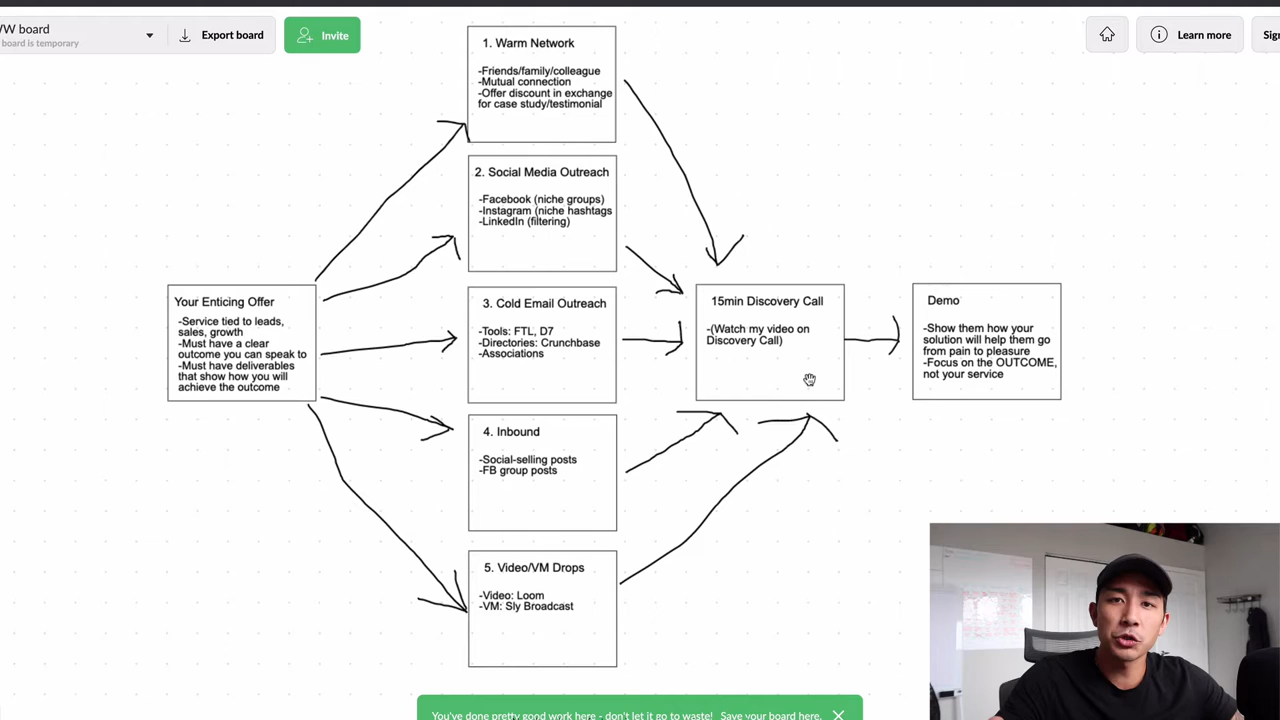 W board
board is temporary
Export board
Invite
Learn more
Sign
1. Warm Network
-Friends/family/colleague
-Mutual connection
-Offer discount in exchange
for case study/testimonial
2. Social Media Outreach
-Facebook (niche groups)
-Instagram (niche hashtags
-LinkedIn (filtering)
Your Enticing Offer
-Service tied to leads,
sales, growth
-Must have a clear
outcome you can speak to
-Must have deliverables
that show how you will
achieve the outcome
3. Cold Email Outreach
-Tools: FTL, D7
-Directories: Crunchbase
-Associations
15min Discovery Call
-(Watch my video on
Discovery Call)
Demo
-Show them how your
solution will help them go
from pain to pleasure
-Focus on the OUTCOME,
not your service
4. Inbound
-Social-selling posts
-FB group posts
5. Video/VM Drops
-Video: Loom
-VM: Sly Broadcast
You've done pretty good work here - don't let it go to waste! Save your board here.